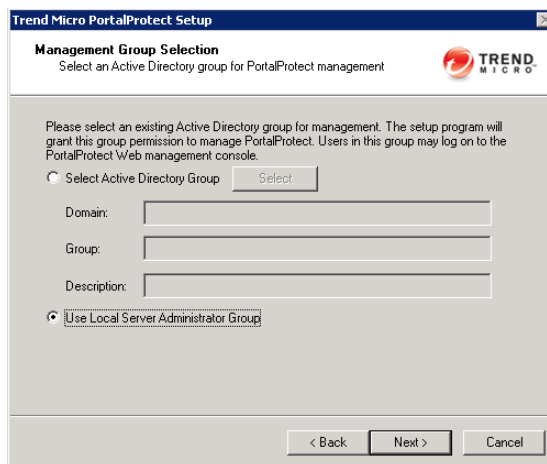 Trend Micro PortalProtect Setup
Management Group Selection
Select an Active Directory group for PortalProtect management
TREND
MICRO
Please select an existing Active Directory group for management. The setup program will
grant this group permission to manage PortalProtect. Users in this group may log on to the
PortalProtect Web management console.
Select Active Directory Group
Select
Domain:
Group:
Description:
Use Local Server Administrator Group
< Back
Next >
Cancel